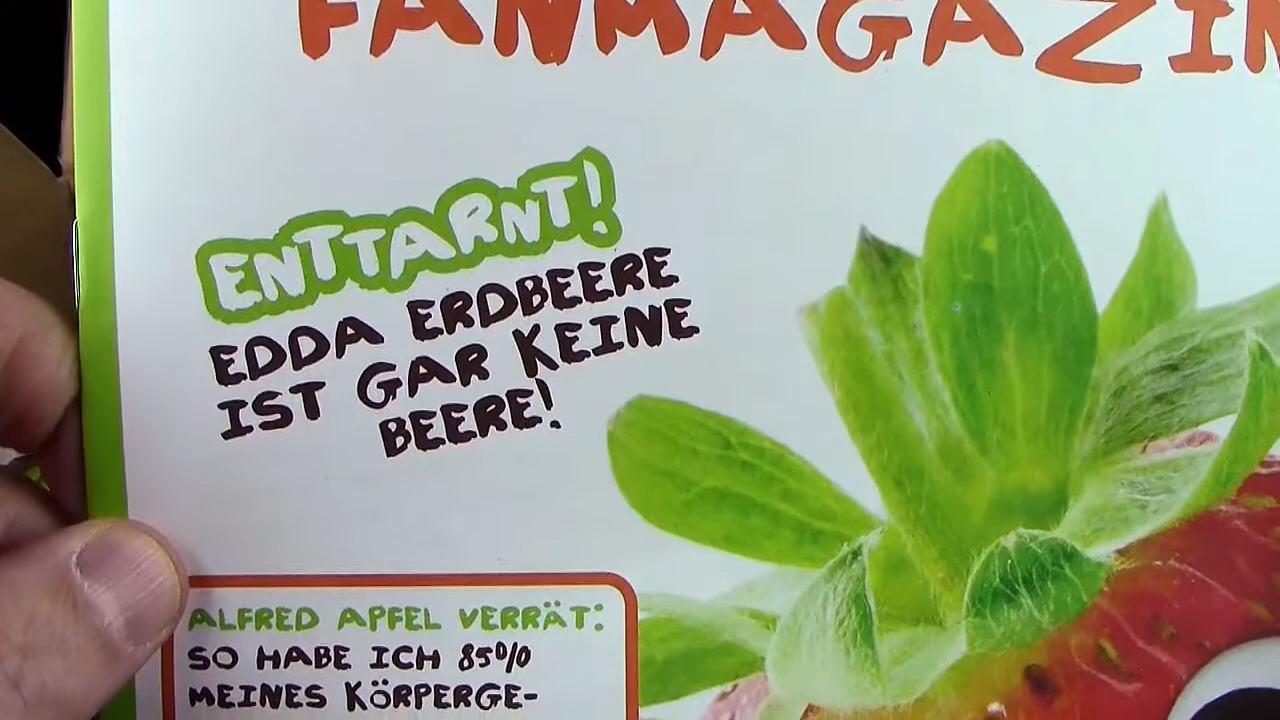 FANMAGAZIN
ENTTARNT!
EDDA ERDBEERE
IST GAR KEINE
BEERE!
ALFRED APFEL VERRÄT:
SO HABE ICH 85%
MEINES KÖRPERGE-